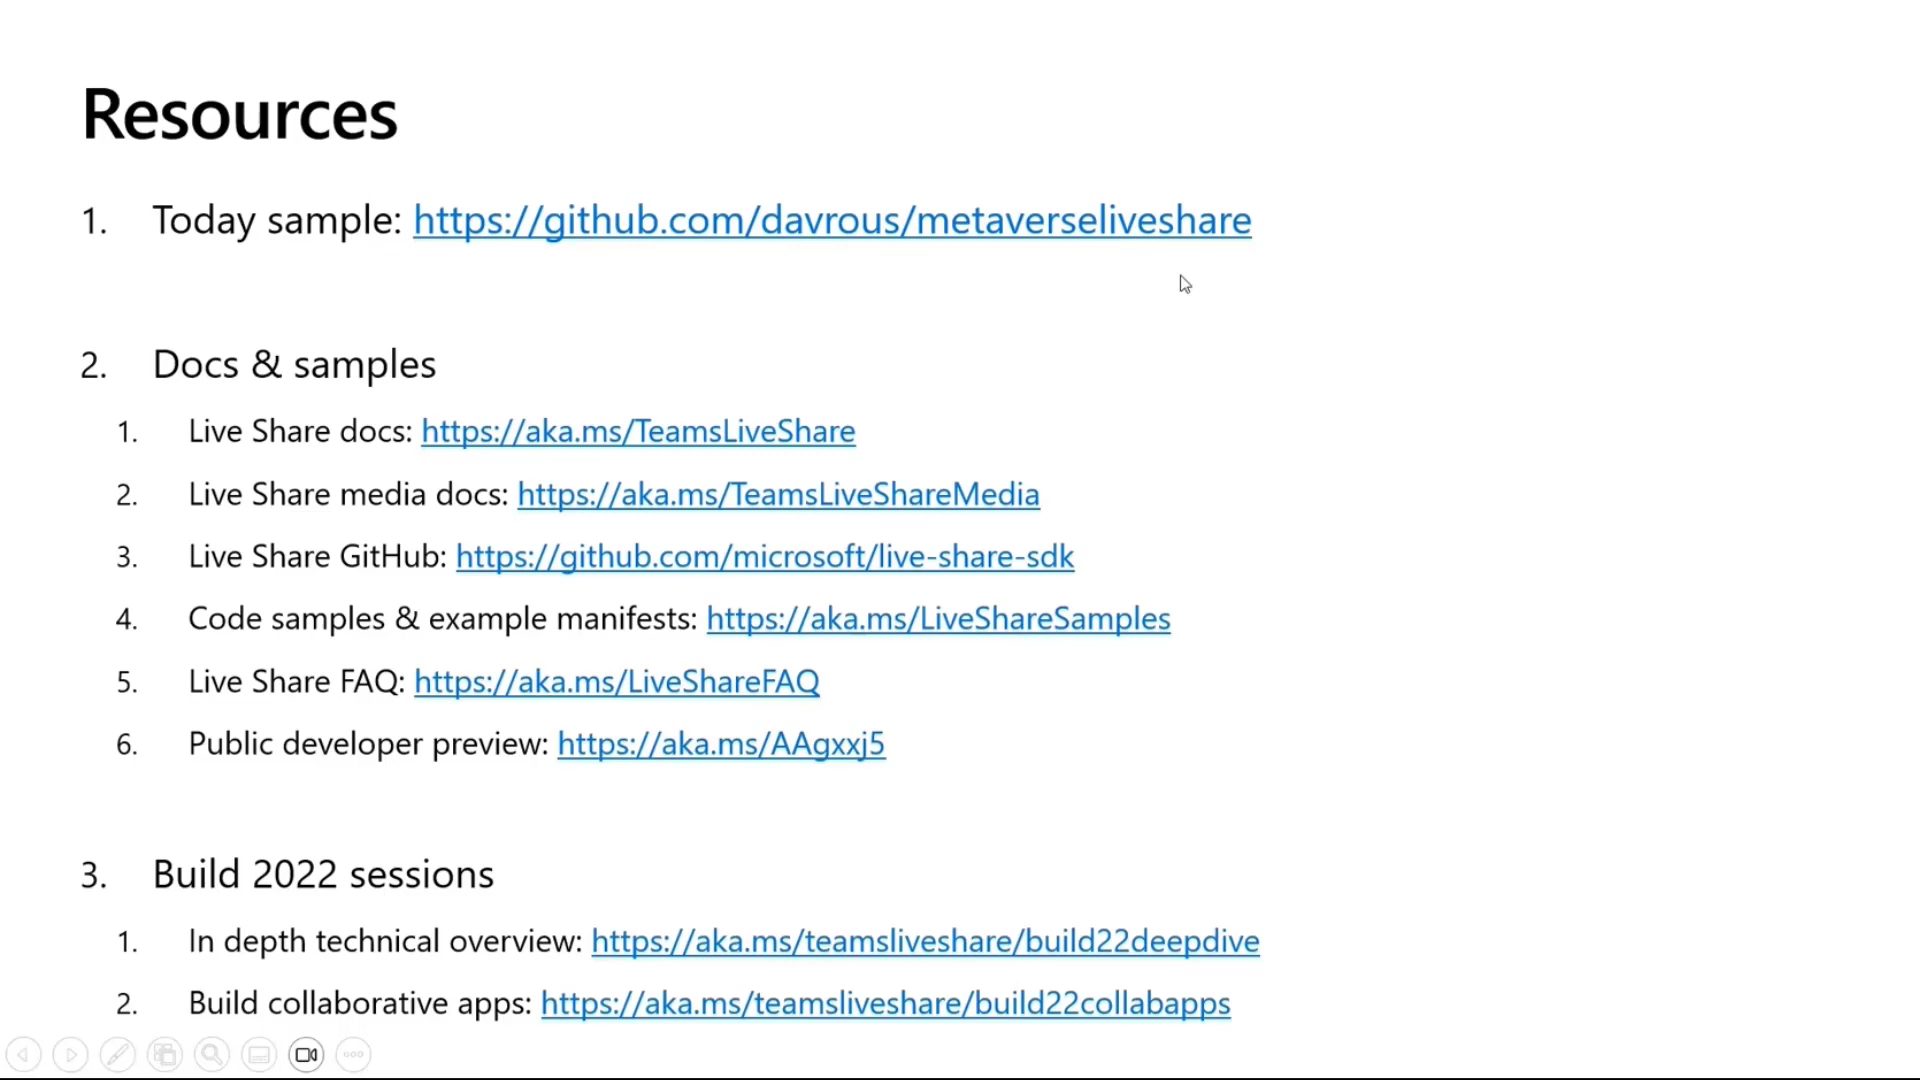 Resources
1. Today sample: https://github.com/davrous/metaverseliveshare
2. Docs & samples
1. Live Share docs: https://aka.ms/TeamsLiveShare
2. Live Share media docs: https://aka.ms/TeamsLiveShareMedia
3. Live Share GitHub: https://github.com/microsoft/live-share-sdk
4. Code samples & example manifests: https://aka.ms/LiveShareSamples
5. Live Share FAQ: https://aka.ms/LiveShareFAQ
6. Public developer preview: https://aka.ms/AAgxxj5
3. Build 2022 sessions
1. In depth technical overview: https://aka.ms/teamsliveshare/build22deepdive
2. Build collaborative apps: https://aka.ms/teamsliveshare/build22collabapps